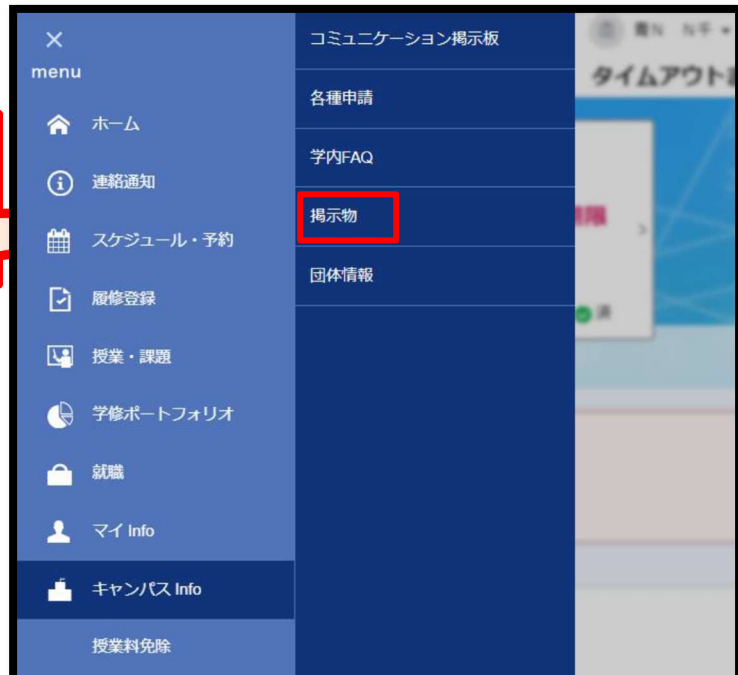 menu
ホーム
連絡通知
スケジュール・予約
履修登録
授業・課題
学修ポートフォリオ
就職
マイ Info
キャンパス Info
授業料免除
コミュニケーション掲示板
各種申請
学内FAQ
掲示物
団体情報
タイムアウトま
済